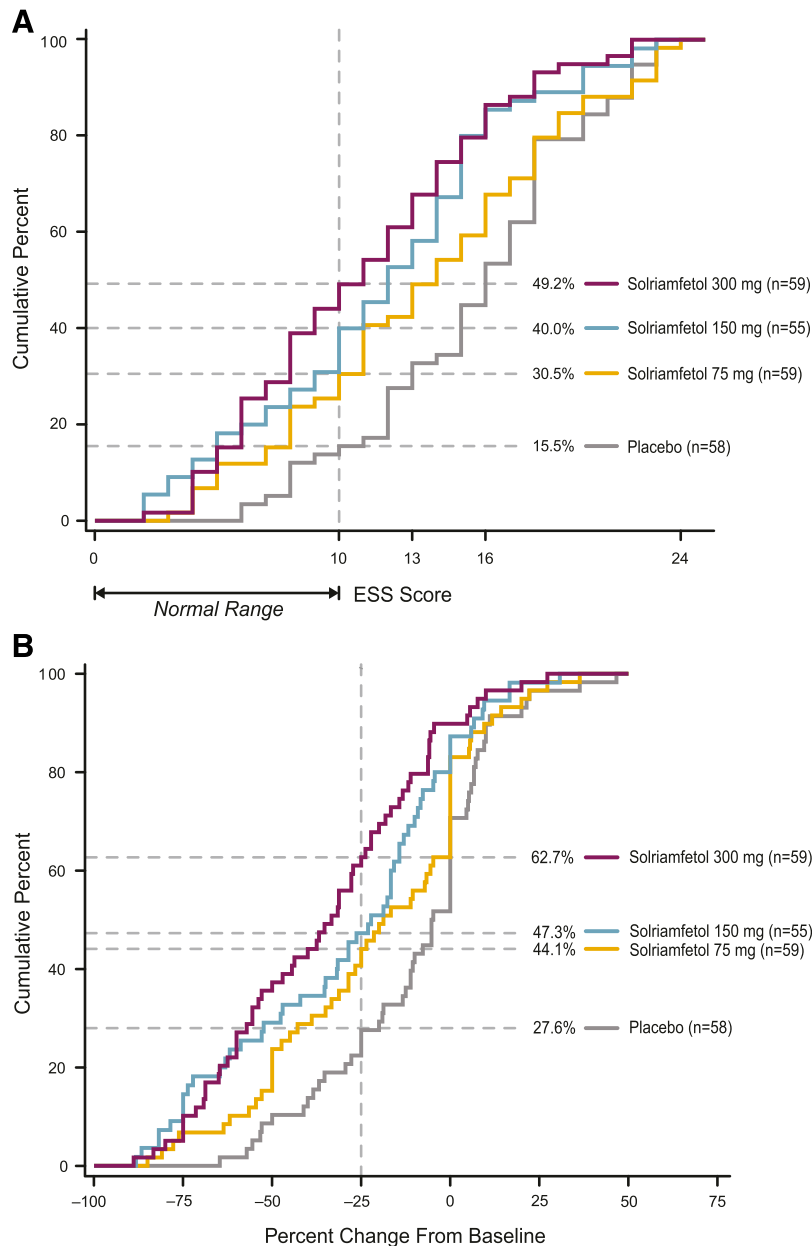 A
100
80
60
40
20
0
Cumulative Percent
49.2% Solriamfetol 300 mg (n=59)
40.0% Solriamfetol 150 mg (n=55)
30.5% Solriamfetol 75 mg (n=59)
15.5% Placebo (n=58)
0 10 13 16 24
Normal Range
ESS Score
B
100
80
60
40
20
0
Cumulative Percent
62.7% Solriamfetol 300 mg (n=59)
47.3% Solriamfetol 150 mg (n=55)
44.1% Solriamfetol 75 mg (n=59)
27.6% Placebo (n=58)
–100 –75 –50 –25 0 25 50 75
Percent Change From Baseline